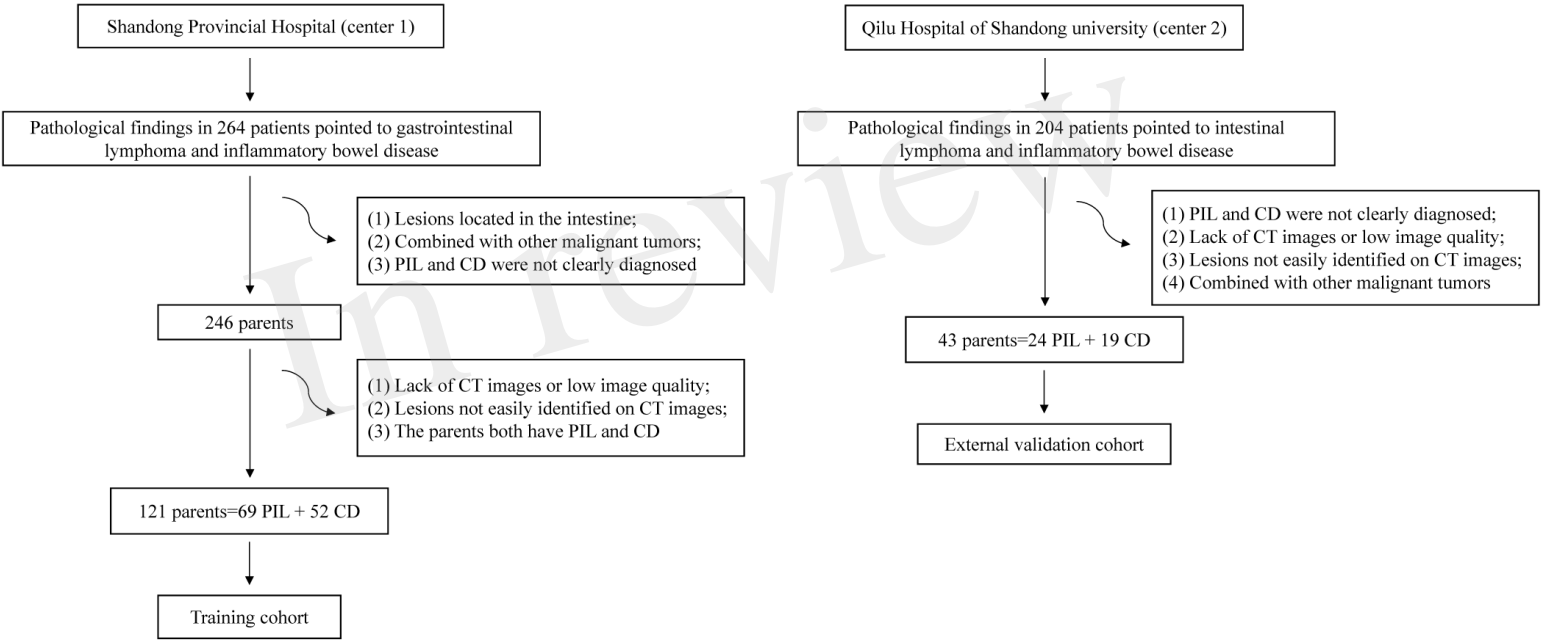 Shandong Provincial Hospital (center 1)
Pathological findings in 264 patients pointed to gastrointestinal
lymphoma and inflammatory bowel disease
(1) Lesions located in the intestine;
(2) Combined with other malignant tumors;
(3) PIL and CD were not clearly diagnosed
246 parents
(1) Lack of CT images or low image quality;
(2) Lesions not easily identified on CT images;
(3) The parents both have PIL and CD
121 parents=69 PIL + 52 CD
Training cohort
Qilu Hospital of Shandong university (center 2)
Pathological findings in 204 patients pointed to intestinal
lymphoma and inflammatory bowel disease
(1) PIL and CD were not clearly diagnosed;
(2) Lack of CT images or low image quality;
(3) Lesions not easily identified on CT images;
(4) Combined with other malignant tumors
43 parents=24 PIL + 19 CD
External validation cohort
In review